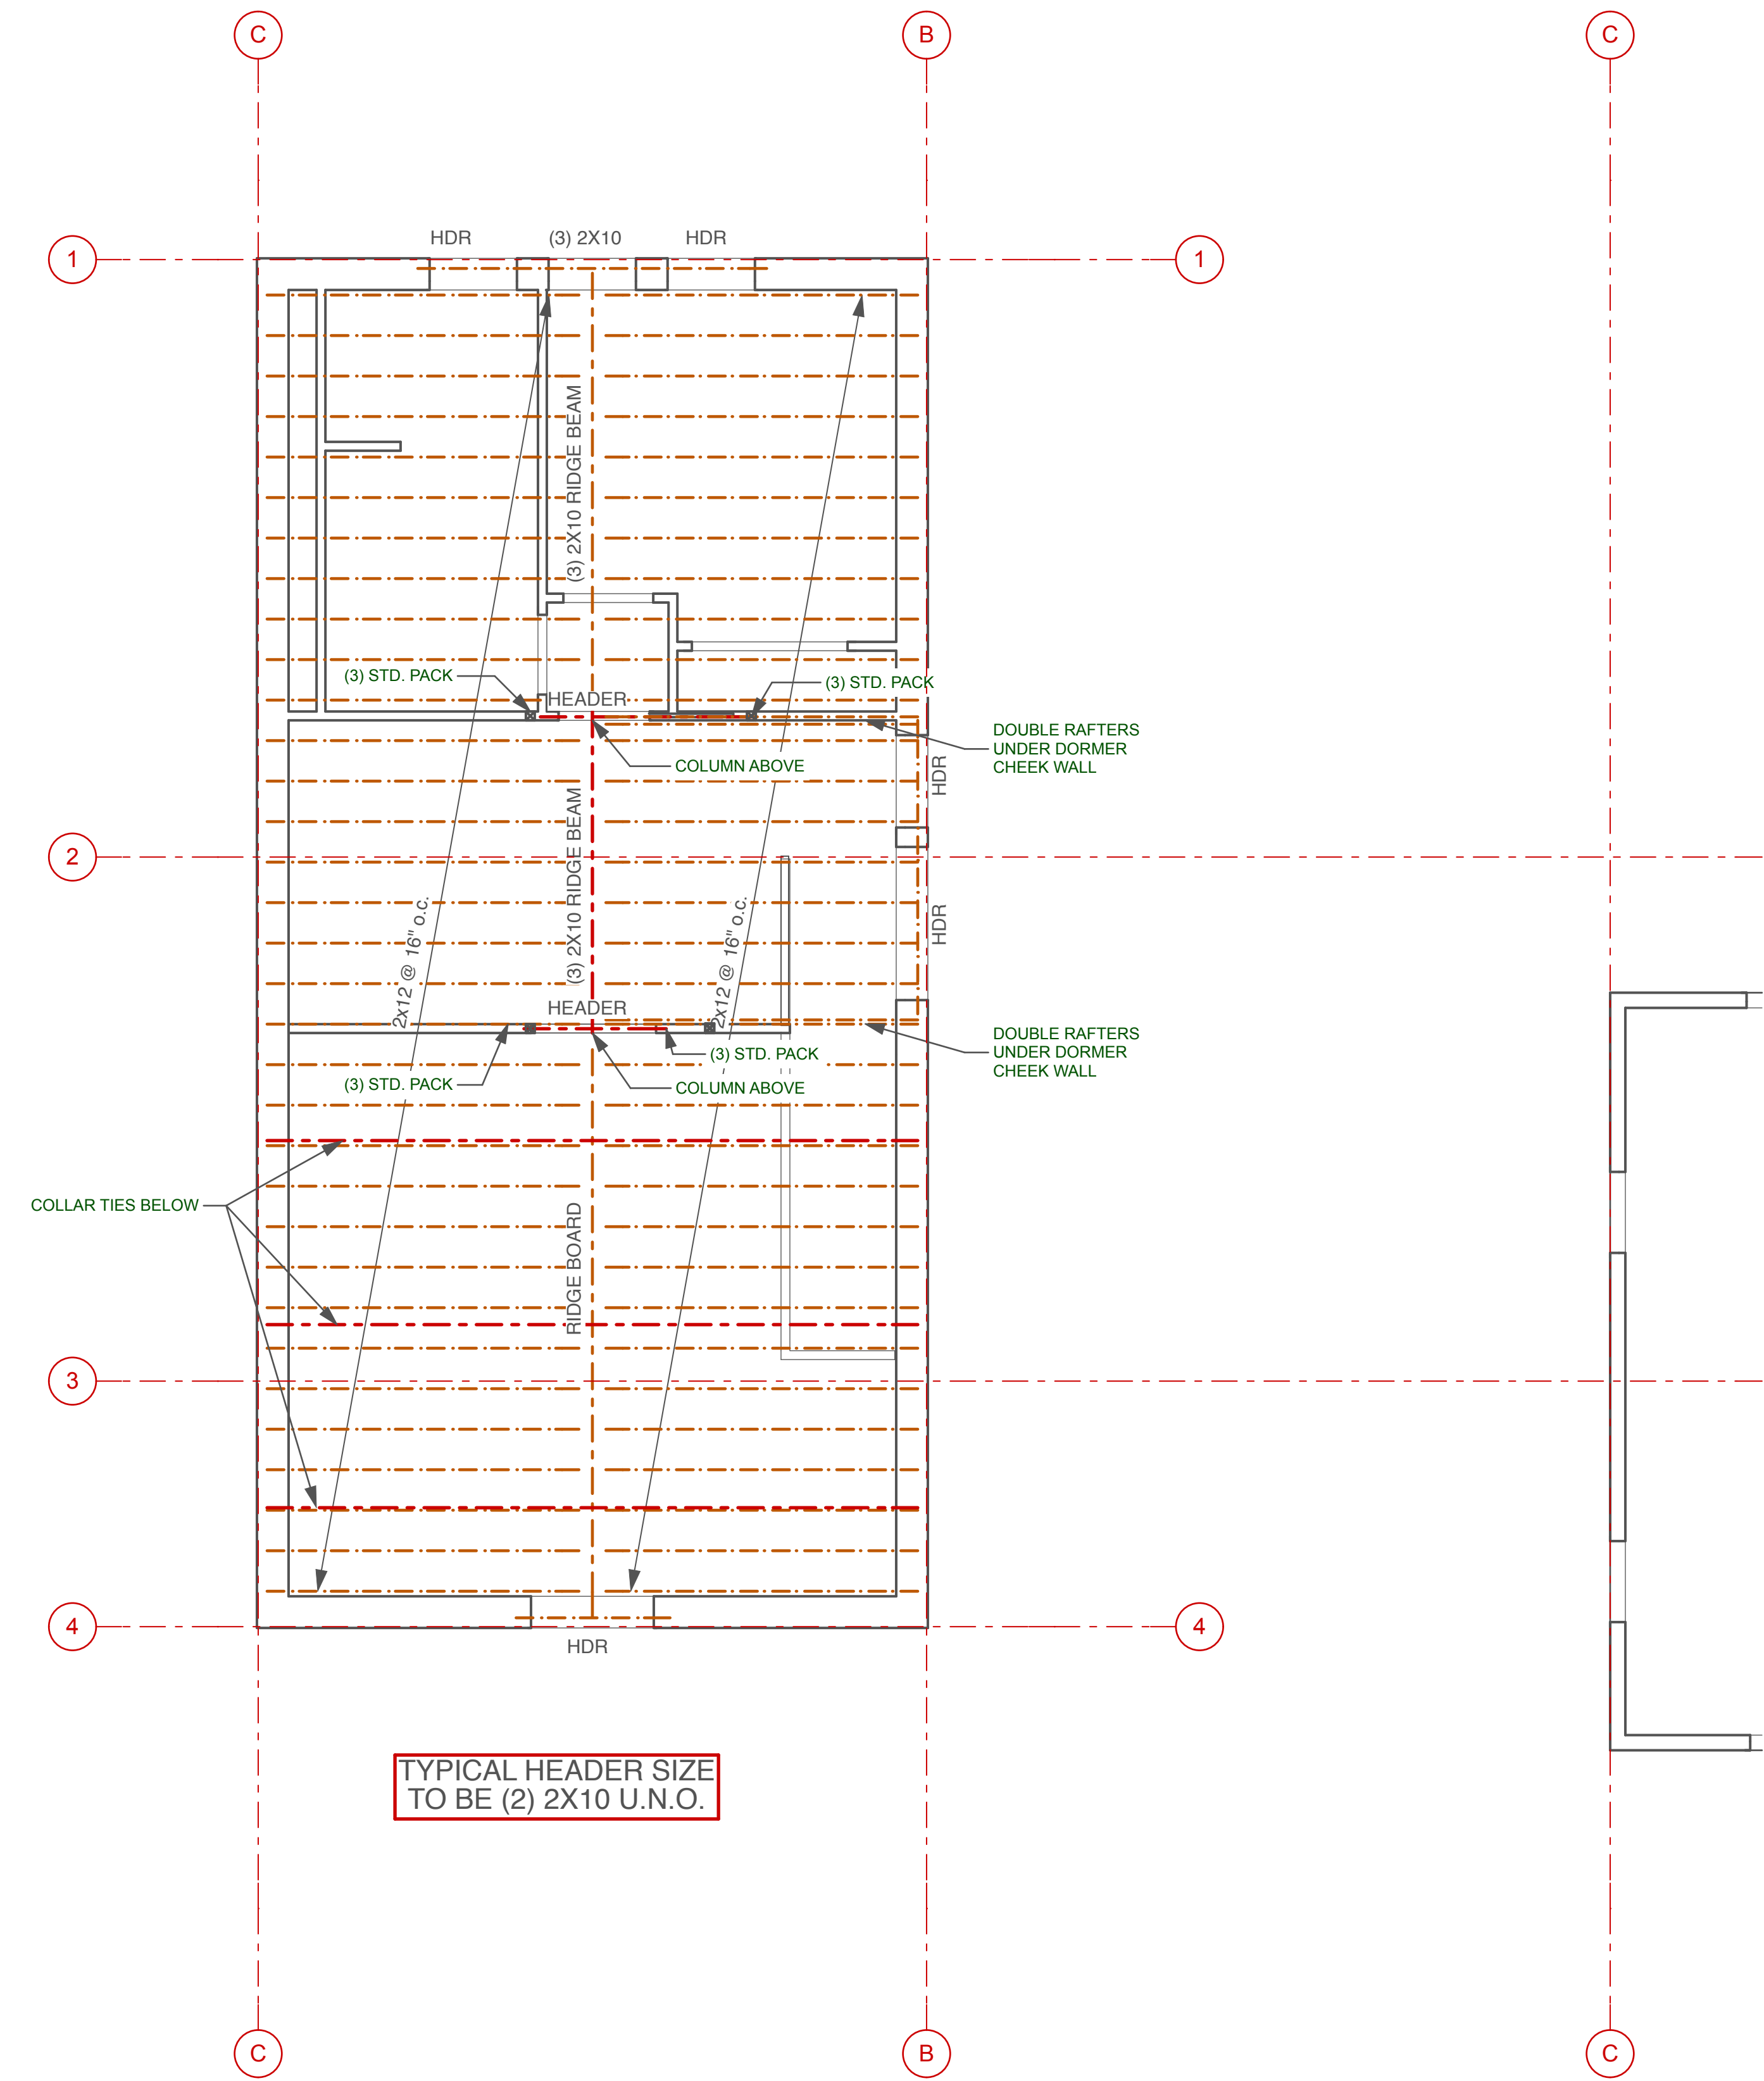 C
B
C
HDR
(3) 2X10
HDR
1
1
(3) 2X10 RIDGE BEAM
(3) STD. PACK
(3) STD. PACK
HEADER
DOUBLE RAFTERS
UNDER DORMER
CHEEK WALL
COLUMN ABOVE
HDR
(3) 2X10 RIDGE BEAM
2
HDR
2x12 @ 16" o.c.
2x12 @ 16" o.c.
HEADER
DOUBLE RAFTERS
UNDER DORMER
CHEEK WALL
(3) STD. PACK
(3) STD. PACK
COLUMN ABOVE
COLLAR TIES BELOW
RIDGE BOARD
3
4
4
HDR
TYPICAL HEADER SIZE
TO BE (2) 2X10 U.N.O.
C
B
C